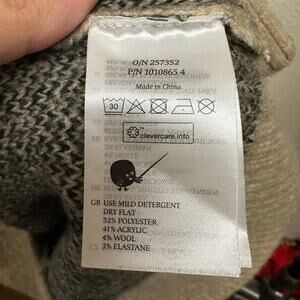 O/N 257352
P/N 1010865 4
Made in China
30
clevercare.info
GB USE MILD DETERGENT
DRY FLAT
52% POLYESTER
41% ACRYLIC
4% WOOL
3% ELASTANE